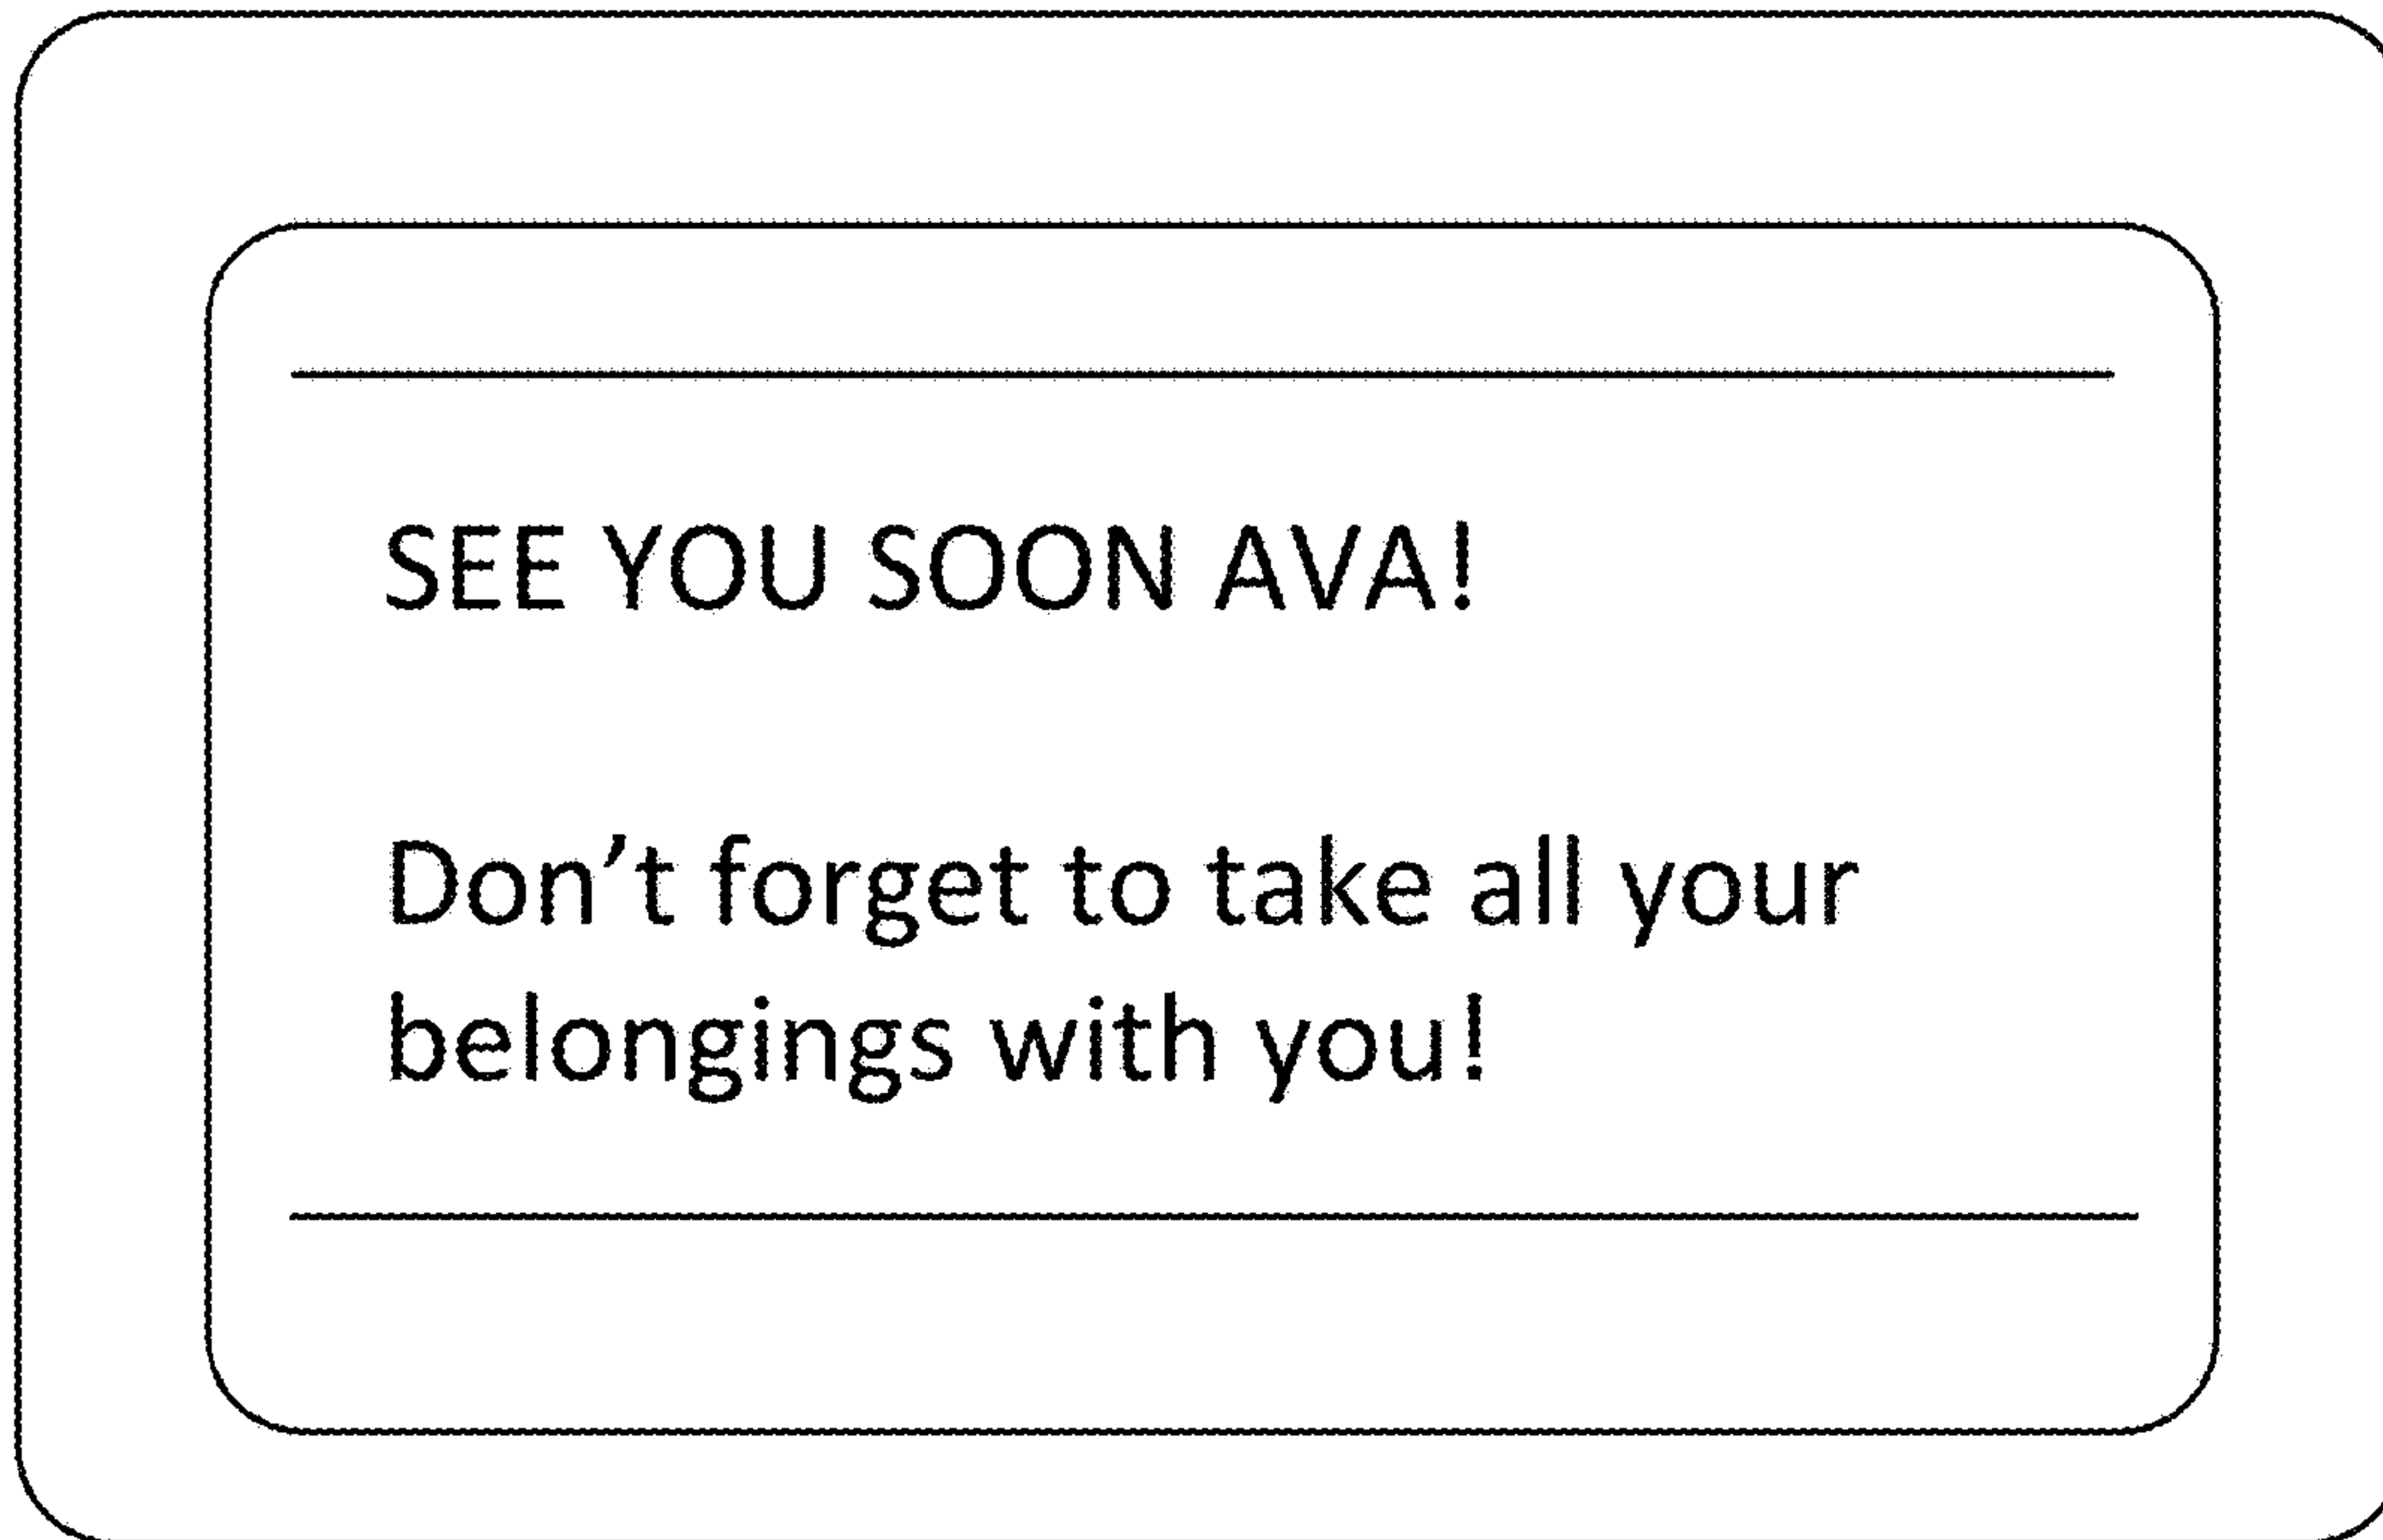 SEE YOU SOON AVA!
Don’t forget to take all your
belongings with you!